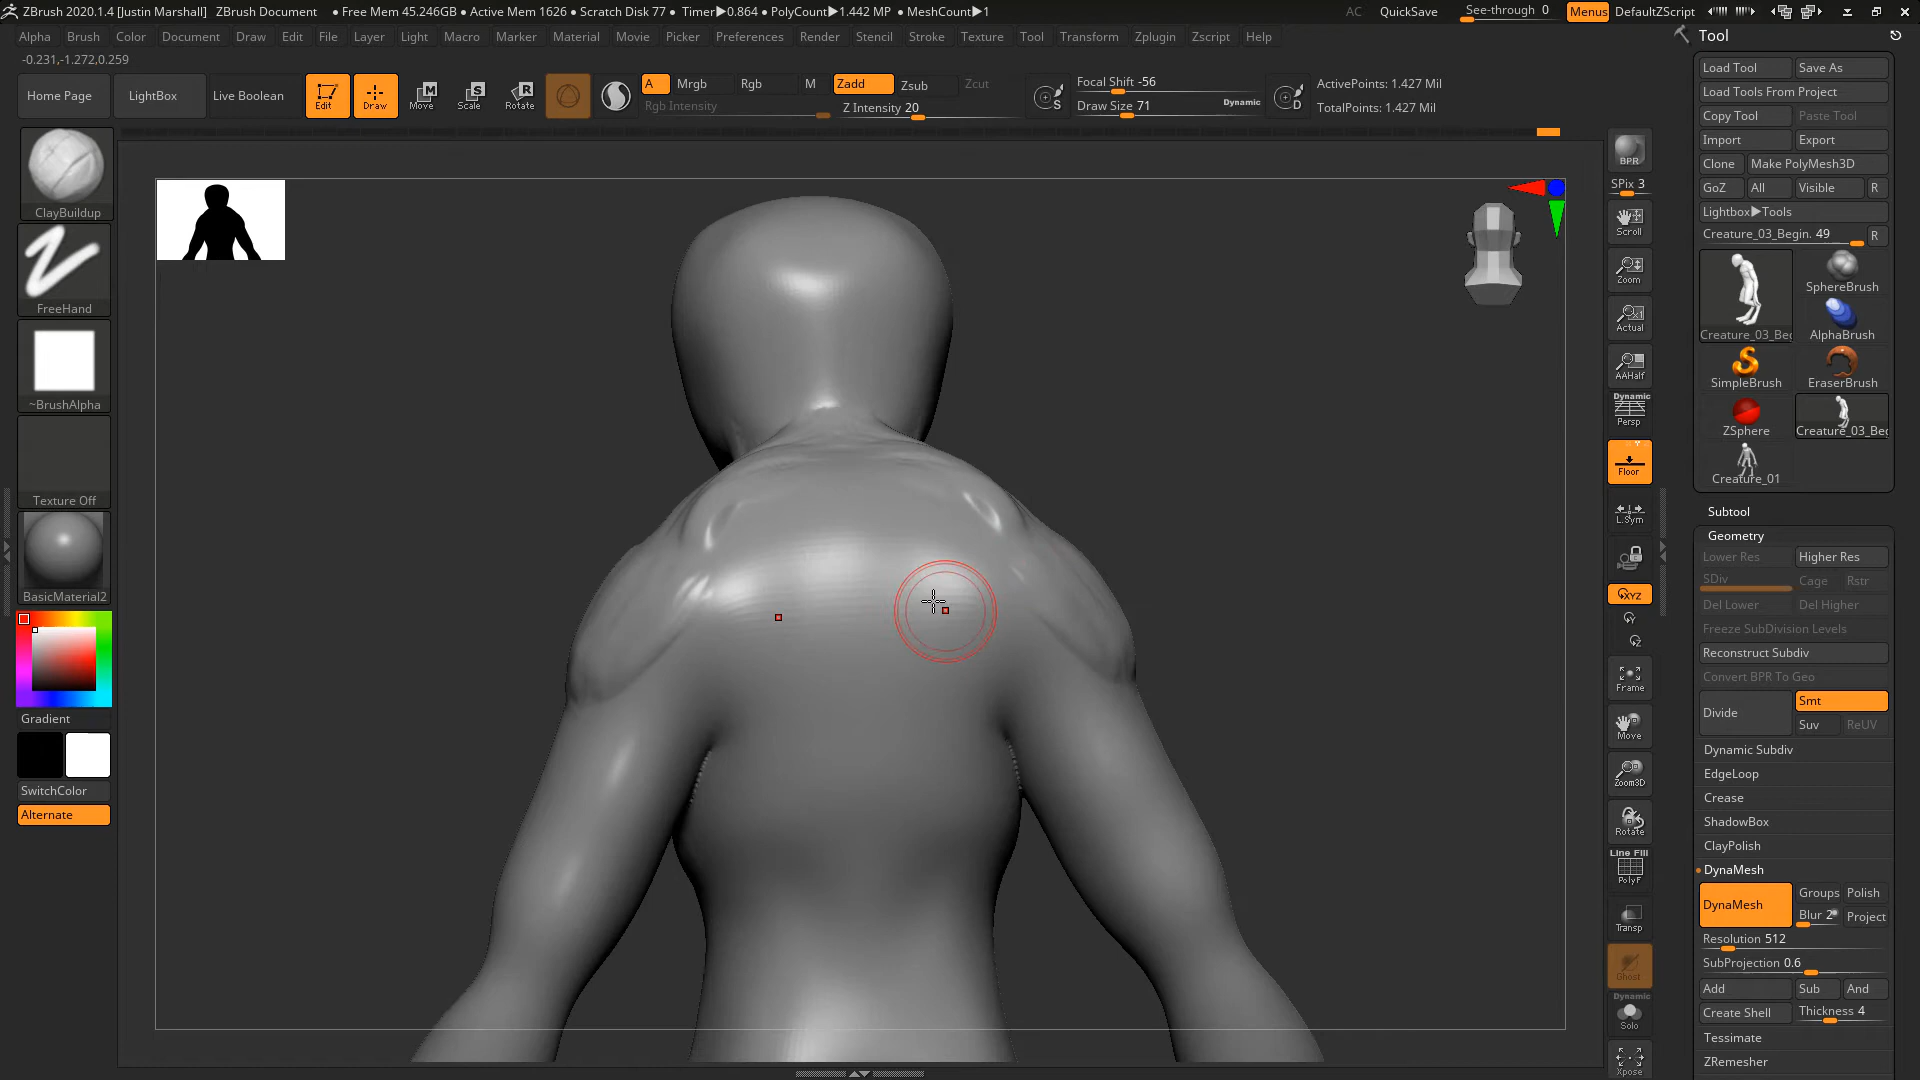 ZBrush 2020.1.4 [Justin Marshall] ZBrush Document ● Free Mem 45.246GB ● Active Mem 1626 ● Scratch Disk 77 ● Timer▶0.864 ● PolyCount▶1.442 MP ● MeshCount▶1 AC QuickSave See-through 0 Menus DefaultZScript
Alpha Brush Color Document Draw Edit File Layer Light Macro Marker Material Movie Picker Preferences Render Stencil Stroke Texture Tool Transform Zplugin Zscript Help
-0.231,-1.272,0.259
Home Page LightBox Live Boolean Edit Draw Move Scale Rotate
A Mrgb Rgb M Zadd Zsub Zcut
Rgb Intensity Z Intensity 20
S Focal Shift -56
Draw Size 71 Dynamic D
ActivePoints: 1.427 Mil
TotalPoints: 1.427 Mil
ClayBuildup
FreeHand
~BrushAlpha
Texture Off
BasicMaterial2
Gradient
SwitchColor
Alternate
BPR
SPix 3
Scroll
Zoom
Actual
AAHalf
Dynamic
Persp
Floor
L.Sym
XYZ
Y
Z
Frame
Move
Zoom3D
Rotate
Line Fill
PolyF
Transp
Ghost
Dynamic
Solo
Xpose
Tool
Load Tool Save As
Load Tools From Project
Copy Tool Paste Tool
Import Export
Clone Make PolyMesh3D
GoZ All Visible R
Lightbox▶Tools
Creature_03_Begin. 49 R
Creature_03_Beg SphereBrush
AlphaBrush
SimpleBrush EraserBrush
ZSphere Creature_03_Beg
Creature_01
Subtool
Geometry
Lower Res Higher Res
SDiv Cage Rstr
Del Lower Del Higher
Freeze SubDivision Levels
Reconstruct Subdiv
Convert BPR To Geo
Divide Smt
Suv ReUV
Dynamic Subdiv
EdgeLoop
Crease
ShadowBox
ClayPolish
DynaMesh
DynaMesh Groups Polish
Blur 2 Project
Resolution 512
SubProjection 0.6
Add Sub And
Create Shell Thickness 4
Tessimate
ZRemesher